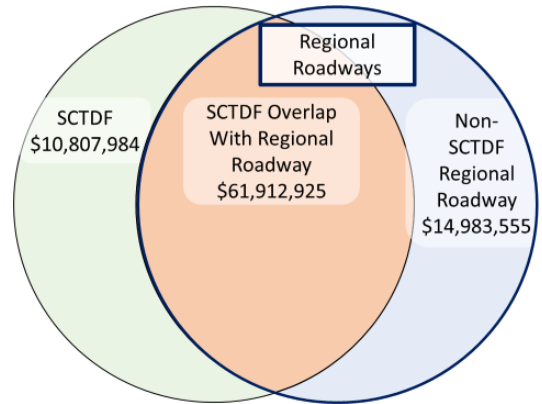 Regional
Roadways
SCTDF
$10,807,984
SCTDF Overlap
With Regional
Roadway
$61,912,925
Non-
SCTDF
Regional
Roadway
$14,983,555